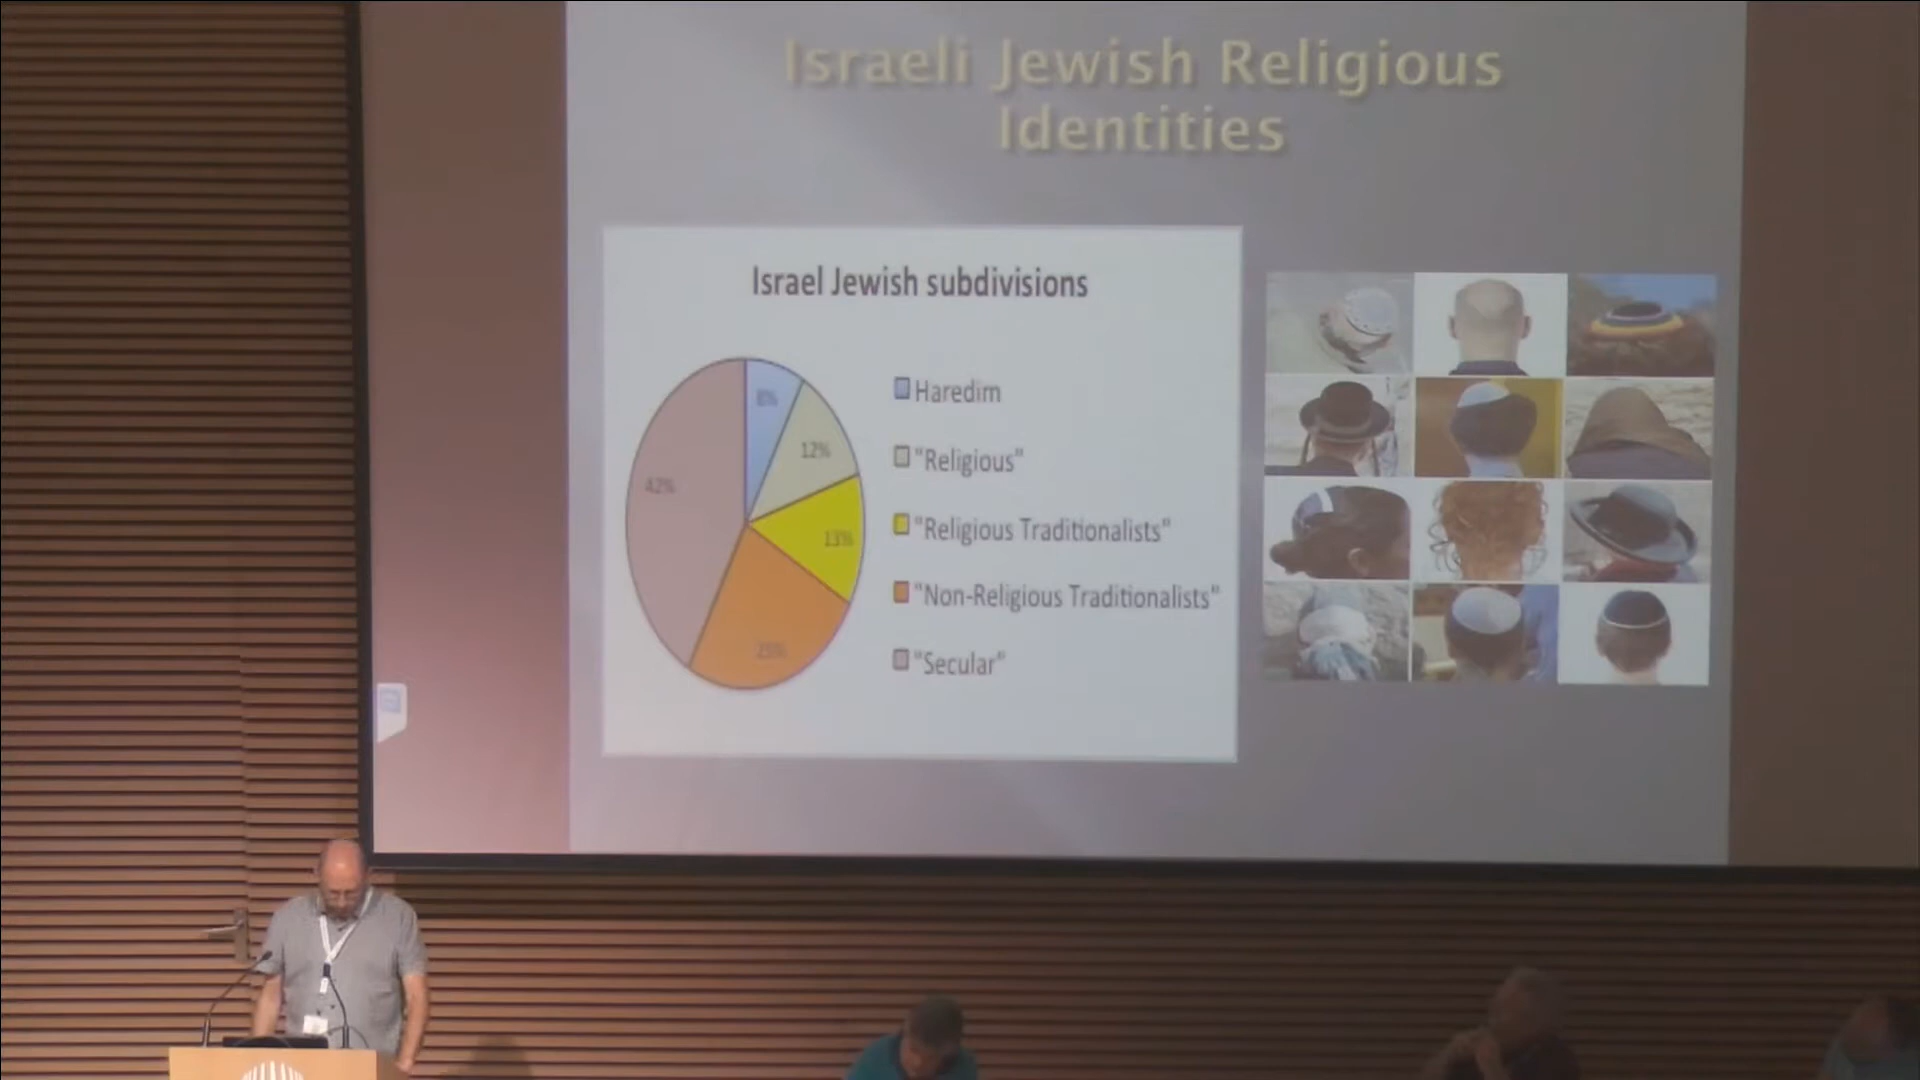 Israeli Jewish Religious
Identities
Israel Jewish subdivisions
8%
12%
13%
25%
42%
Haredim
"Religious"
"Religious Traditionalists"
"Non-Religious Traditionalists"
"Secular"